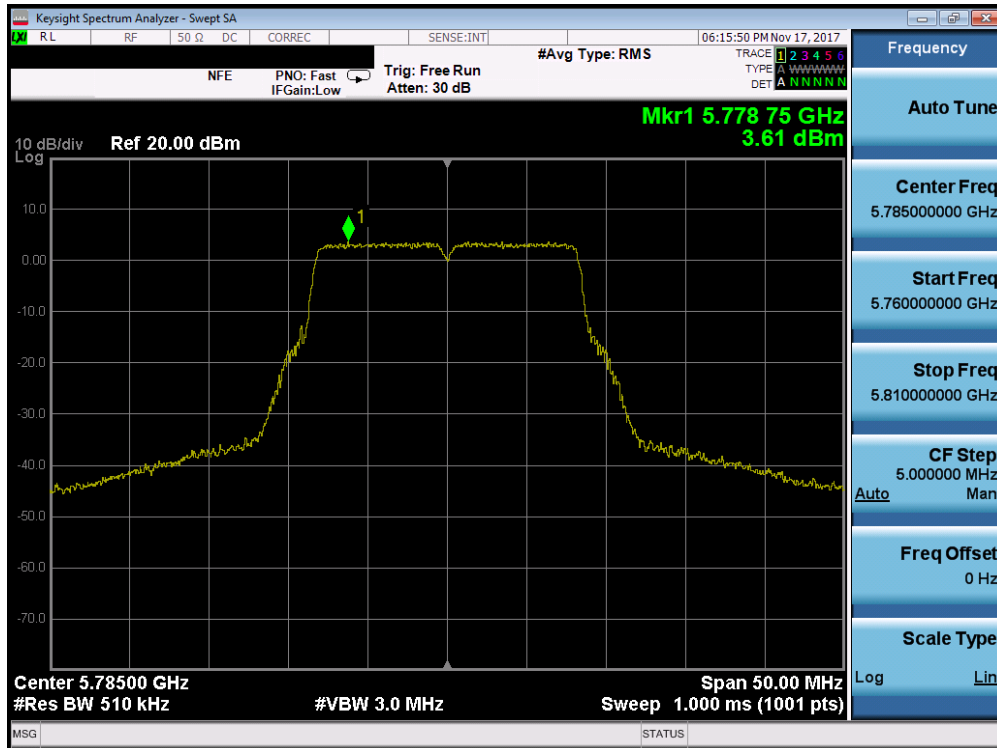 Keysight Spectrum Analyzer - Swept SA
LXI RL RF 50 Ω DC CORREC SENSE:INT 06:15:50 PM Nov 17, 2017
NFE PNO: Fast Trig: Free Run #Avg Type: RMS TRACE 1 2 3 4 5 6
IFGain:Low Atten: 30 dB TYPE A WWWWW
DET A N N N N N
Mkr1 5.778 75 GHz
3.61 dBm
10 dB/div Ref 20.00 dBm
Log
1
10.0
0.00
-10.0
-20.0
-30.0
-40.0
-50.0
-60.0
-70.0
Center 5.78500 GHz Span 50.00 MHz
#Res BW 510 kHz #VBW 3.0 MHz Sweep 1.000 ms (1001 pts)
MSG STATUS
Frequency
Auto Tune
Center Freq
5.785000000 GHz
Start Freq
5.760000000 GHz
Stop Freq
5.810000000 GHz
CF Step
5.000000 MHz
Auto Man
Freq Offset
0 Hz
Scale Type
Log Lin